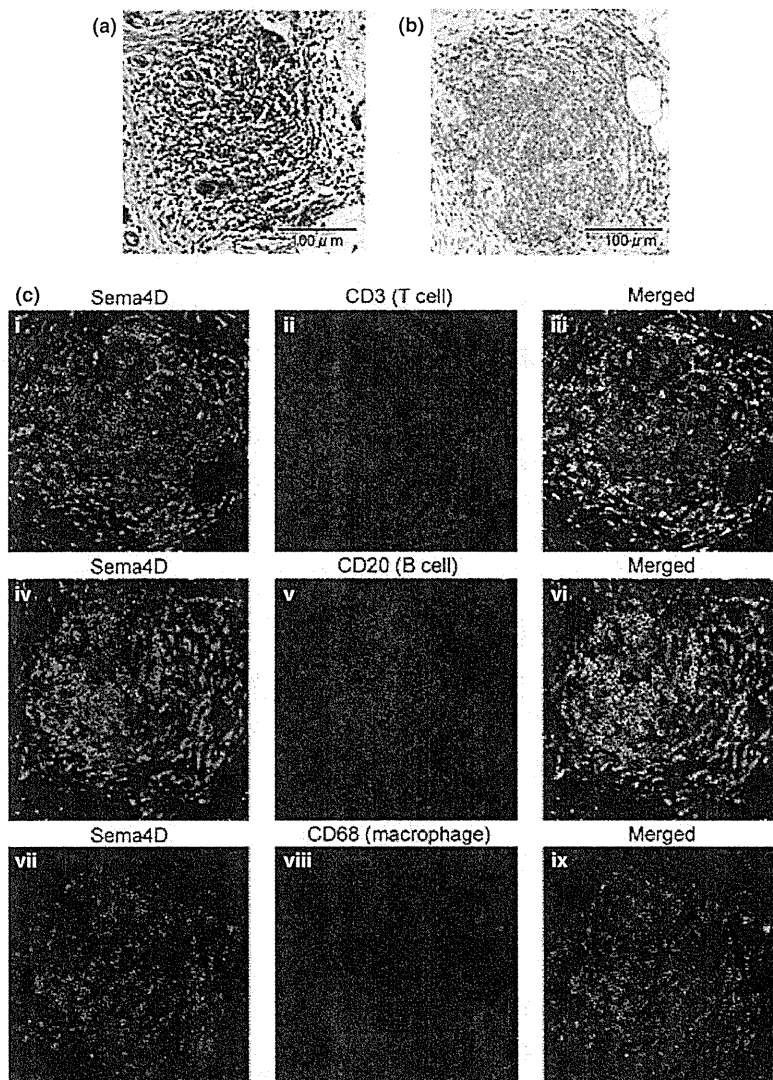 (a)
(b)
100 μm
100 μm
(c)
Sema4D
CD3 (T cell)
Merged
i
ii
iii
Sema4D
CD20 (B cell)
Merged
iv
v
vi
Sema4D
CD68 (macrophage)
Merged
vii
viii
ix